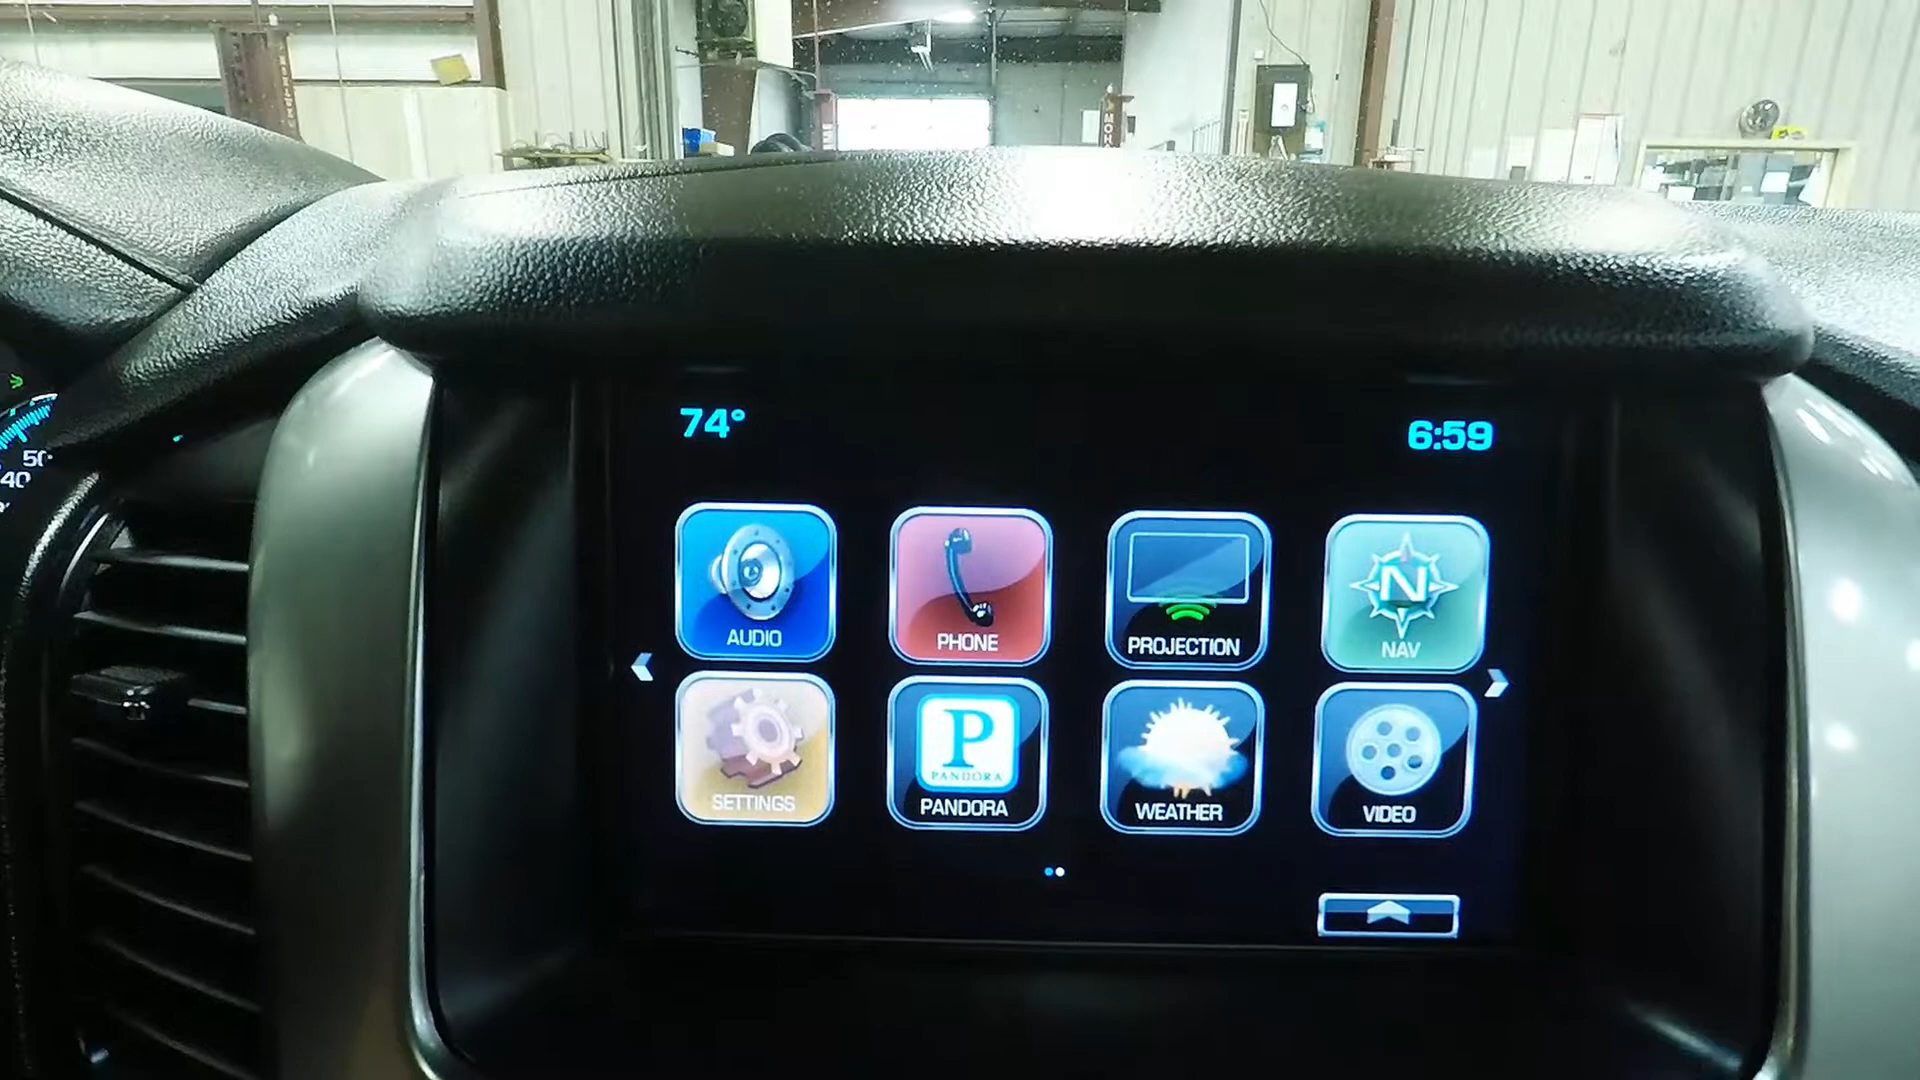 74°
6:59
AUDIO
PHONE
PROJECTION
N
NAV
SETTINGS
P
PANDORA
PANDORA
WEATHER
VIDEO
50
40